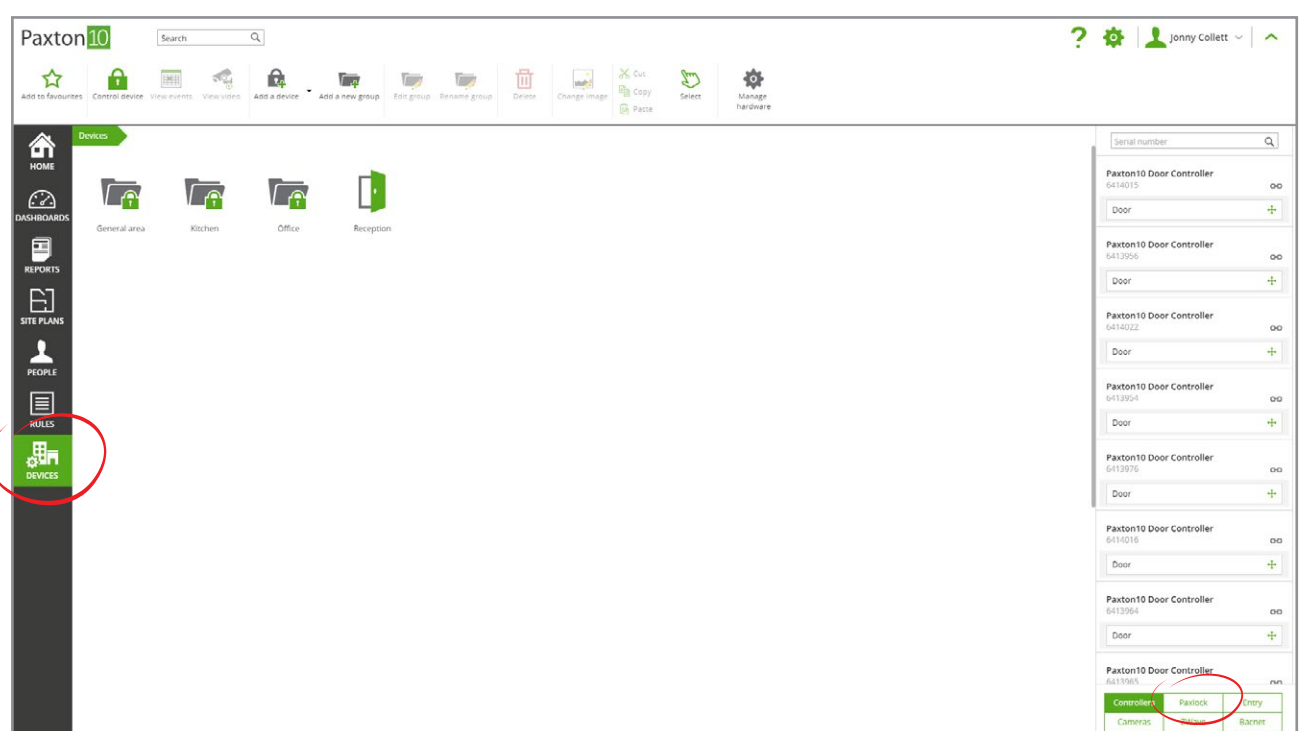 Paxton10
Search
Jonny Collett
Add to favourites
Control device
View events
View video
Add a device
Add a new group
Edit group
Rename group
Delete
Change image
Cut
Copy
Paste
Select
Manage
hardware
HOME
DASHBOARDS
REPORTS
SITE PLANS
PEOPLE
RULES
DEVICES
Devices
General area
Kitchen
Office
Reception
Serial number
Paxton10 Door Controller
6414015
Door
Paxton10 Door Controller
6413956
Door
Paxton10 Door Controller
6414022
Door
Paxton10 Door Controller
6413954
Door
Paxton10 Door Controller
6413976
Door
Paxton10 Door Controller
6414016
Door
Paxton10 Door Controller
6413964
Door
Paxton10 Door Controller
6413965
Controllers
Paxlock
Entry
Cameras
Bacnet